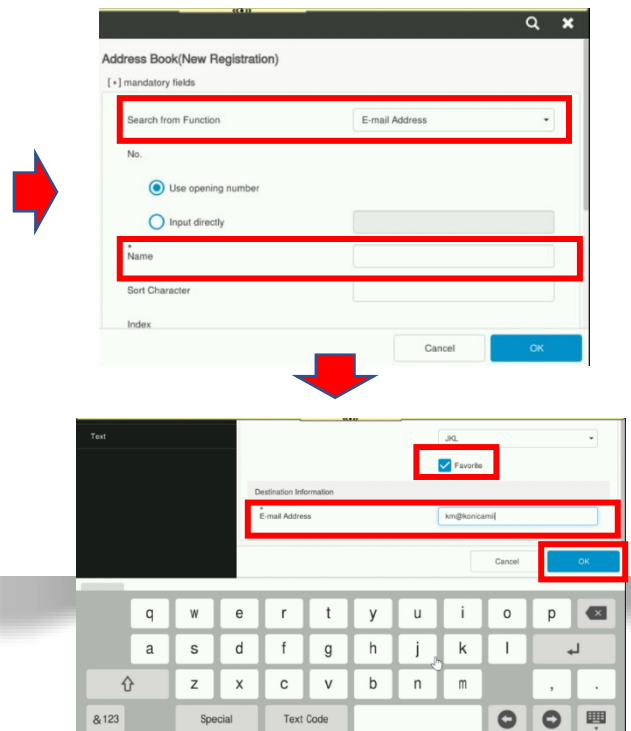 Address Book(New Registration)
[*] mandatory fields
Search from Function E-mail Address
No.
Use opening number
Input directly
*
Name
Sort Character
Index
Cancel OK
Text JKL
Favorite
Destination Information
*
E-mail Address km@konicami
Cancel OK
q w e r t y u i o p
a s d f g h j k l
z x c v b n m , .
&123 Special Text Code